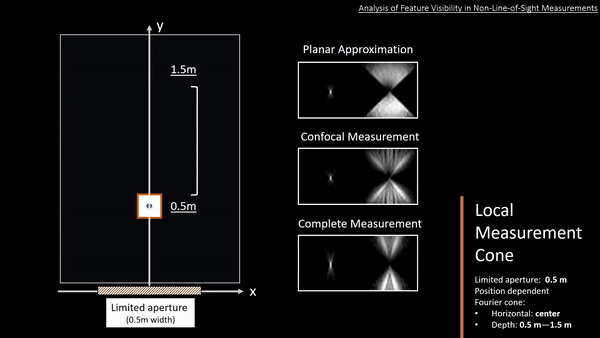 Analysis of Feature Visibility in Non-Line-of-Sight Measurements
y
1.5m
0.5m
x
Limited aperture
(0.5m width)
Planar Approximation
Confocal Measurement
Complete Measurement
Local
Measurement
Cone
Limited aperture: 0.5 m
Position dependent
Fourier cone:
• Horizontal: center
• Depth: 0.5 m—1.5 m